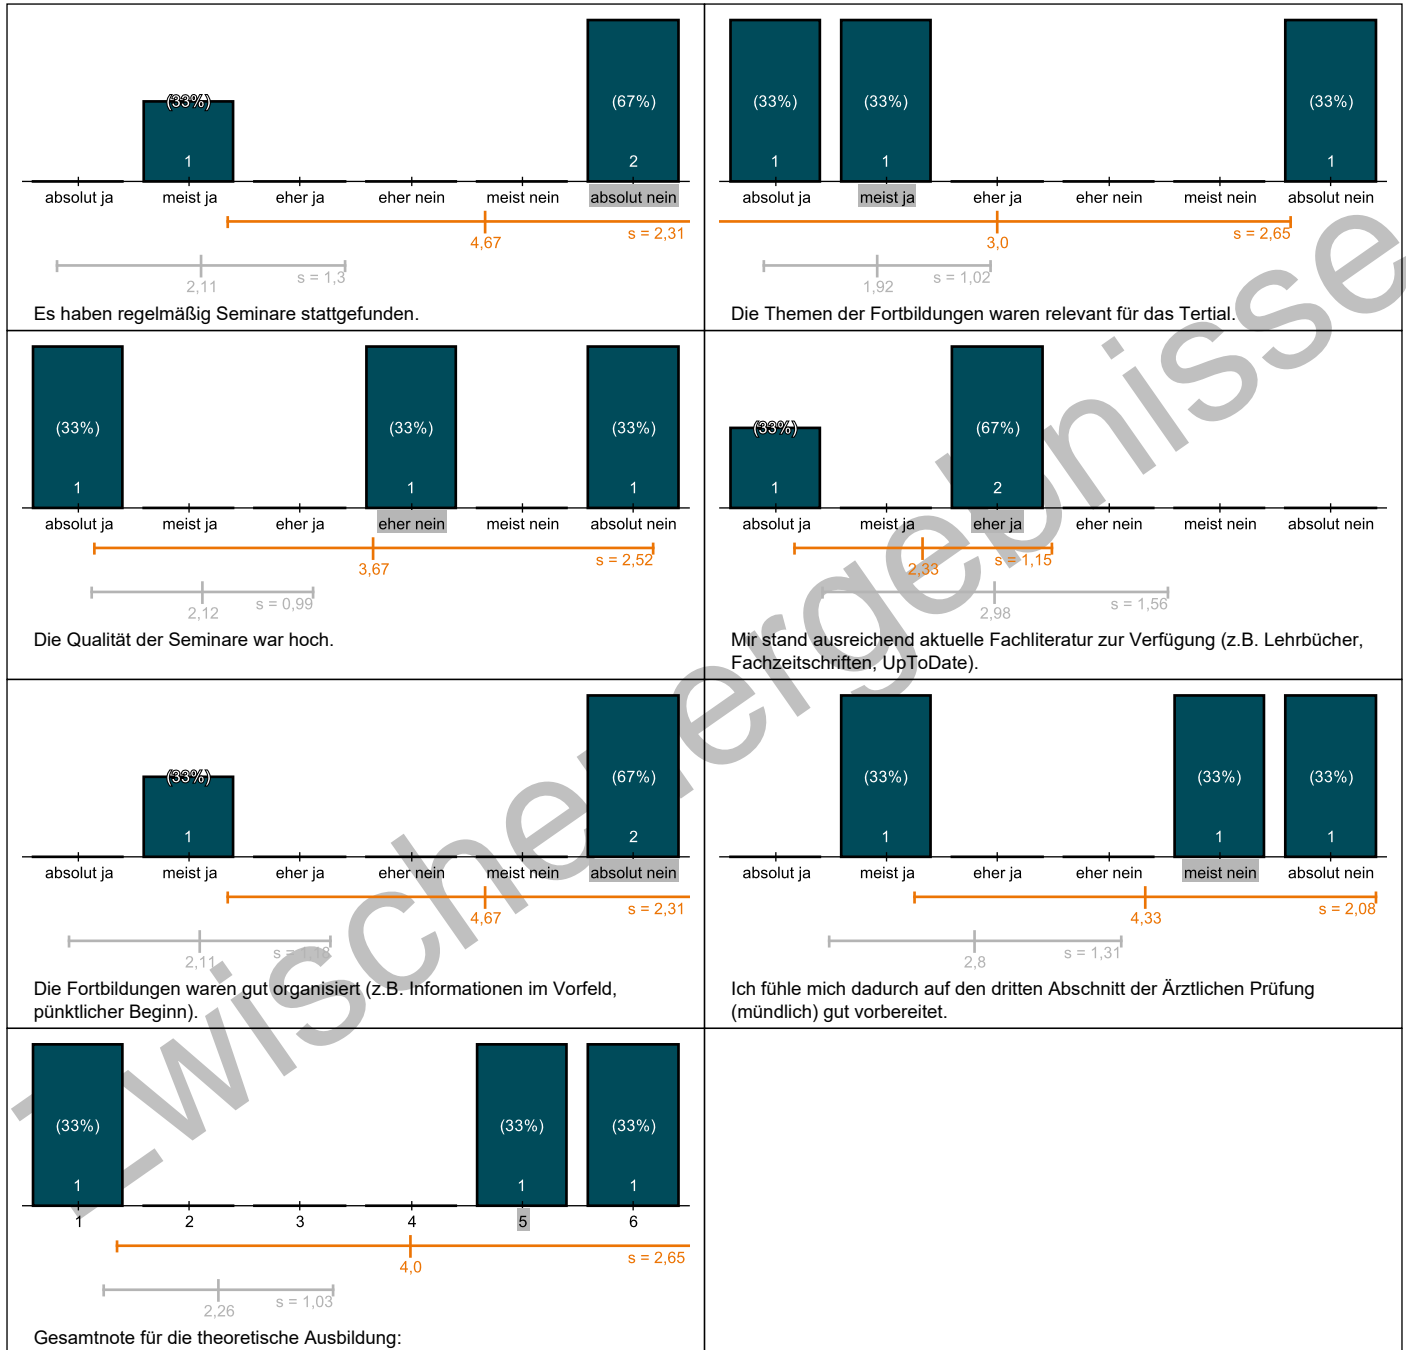 (33%)
(67%)
1
2
absolut ja meist ja eher ja eher nein meist nein absolut nein
4,67
s = 2,31
2,11
s = 1,3
Es haben regelmäßig Seminare stattgefunden.
(33%)
(33%)
(33%)
1
1
1
absolut ja meist ja eher ja eher nein meist nein absolut nein
3,0
s = 2,65
1,92
s = 1,02
Die Themen der Fortbildungen waren relevant für das Tertial.
(33%)
(33%)
(33%)
1
1
1
absolut ja meist ja eher ja eher nein meist nein absolut nein
3,67
s = 2,52
2,12
s = 0,99
Die Qualität der Seminare war hoch.
(33%)
(67%)
1
2
absolut ja meist ja eher ja eher nein meist nein absolut nein
2,33
s = 1,15
2,98
s = 1,56
Mir stand ausreichend aktuelle Fachliteratur zur Verfügung (z.B. Lehrbücher,
Fachzeitschriften, UpToDate).
(33%)
(67%)
1
2
absolut ja meist ja eher ja eher nein meist nein absolut nein
4,67
s = 2,31
2,11
s = 1,18
Die Fortbildungen waren gut organisiert (z.B. Informationen im Vorfeld,
pünktlicher Beginn).
(33%)
(33%)
(33%)
1
1
1
absolut ja meist ja eher ja eher nein meist nein absolut nein
4,33
s = 2,08
2,8
s = 1,31
Ich fühle mich dadurch auf den dritten Abschnitt der Ärztlichen Prüfung
(mündlich) gut vorbereitet.
(33%)
(33%)
(33%)
1
1
1
1 2 3 4 5 6
4,0
s = 2,65
2,26
s = 1,03
Gesamtnote für die theoretische Ausbildung:
Zwischenergebnisse